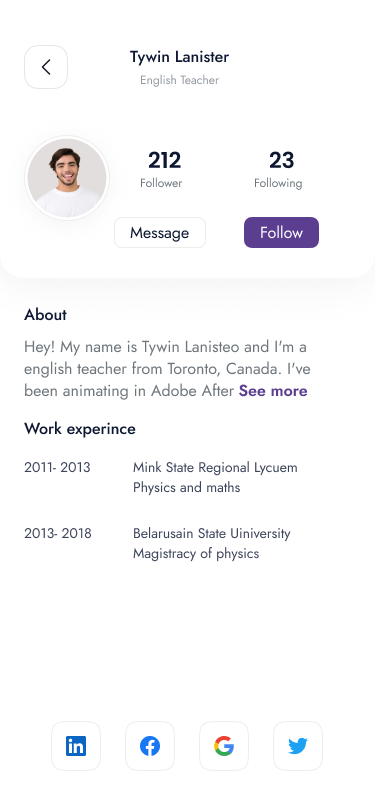 Tywin Lanister
English Teacher
212
Follower
23
Following
Message
Follow
About
Hey! My name is Tywin Lanisteo and I'm a
english teacher from Toronto, Canada. I've
been animating in Adobe After See more
Work experince
2011- 2013
Mink State Regional Lycuem
Physics and maths
2013- 2018
Belarusain State Uiniversity
Magistracy of physics
in
f
G